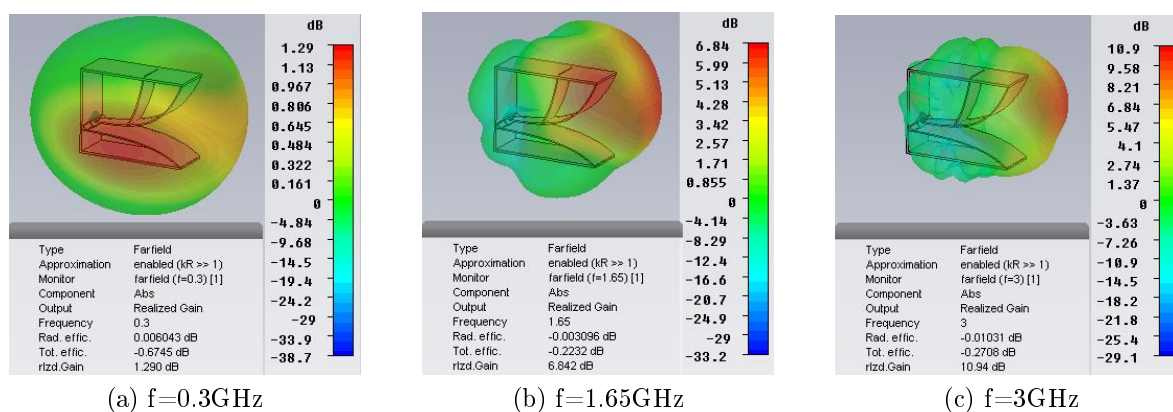 dB
1.29
1.13
0.967
0.806
0.645
0.484
0.322
0.161
0
-4.84
-9.68
-14.5
-19.4
-24.2
-29
-33.9
-38.7
Type Farfield
Approximation enabled (kR >> 1)
Monitor farfield (f=0.3) [1]
Component Abs
Output Realized Gain
Frequency 0.3
Rad. effic. 0.006043 dB
Tot. effic. -0.6745 dB
rlzd.Gain 1.290 dB
(a) f=0.3GHz
dB
6.84
5.99
5.13
4.28
3.42
2.57
1.71
0.855
0
-4.14
-8.29
-12.4
-16.6
-20.7
-24.9
-29
-33.2
Type Farfield
Approximation enabled (kR >> 1)
Monitor farfield (f=1.65) [1]
Component Abs
Output Realized Gain
Frequency 1.65
Rad. effic. -0.003096 dB
Tot. effic. -0.2232 dB
rlzd.Gain 6.842 dB
(b) f=1.65GHz
dB
10.9
9.58
8.21
6.84
5.47
4.1
2.74
1.37
0
-3.63
-7.26
-10.9
-14.5
-18.2
-21.8
-25.4
-29.1
Type Farfield
Approximation enabled (kR >> 1)
Monitor farfield (f=3) [1]
Component Abs
Output Realized Gain
Frequency 3
Rad. effic. -0.01031 dB
Tot. effic. -0.2708 dB
rlzd.Gain 10.94 dB
(c) f=3GHz